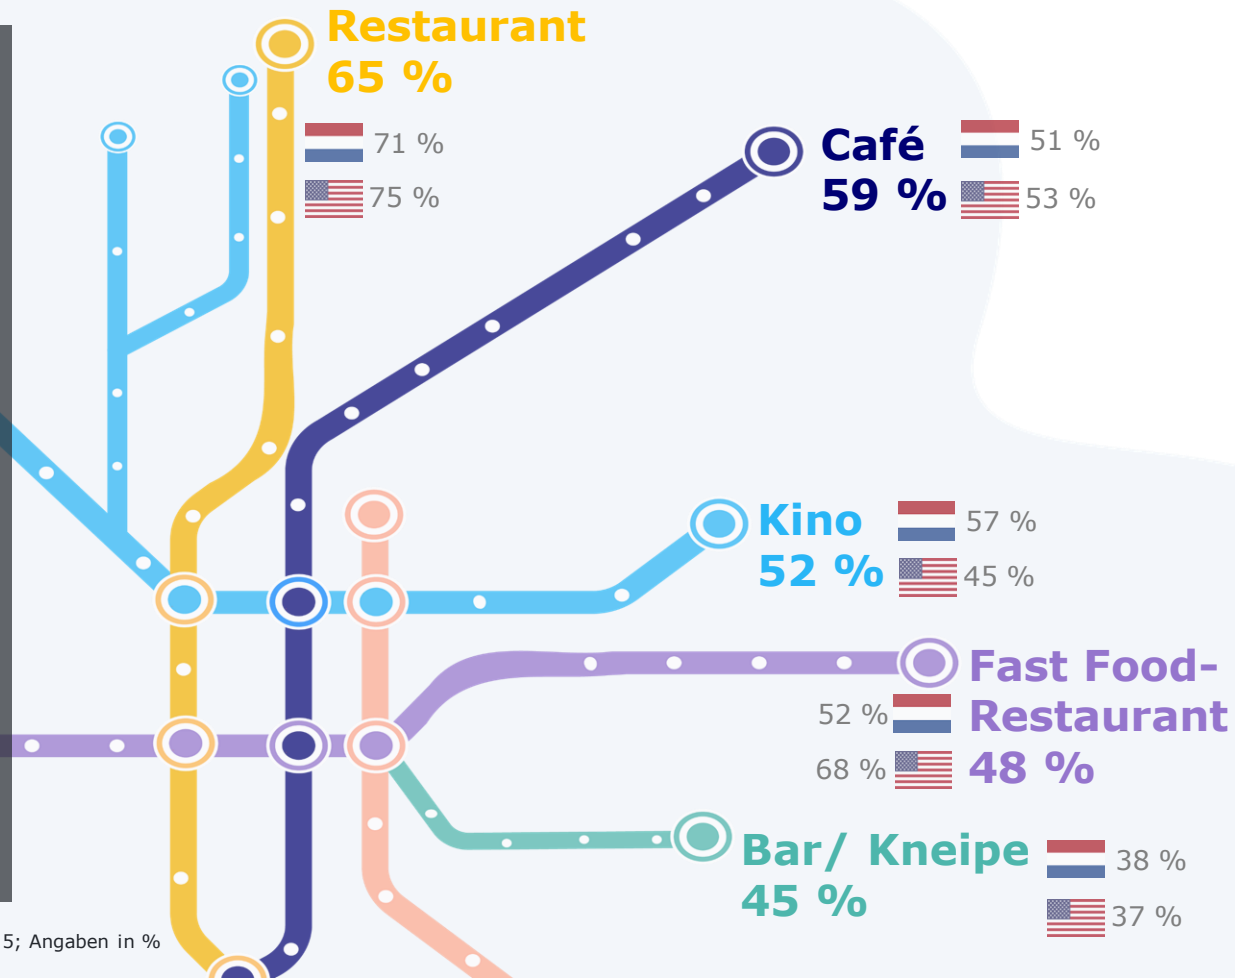 Restaurant
65 %
71 %
75 %
Café
59 %
51 %
53 %
Kino
52 %
57 %
45 %
Fast Food-
Restaurant
48 %
52 %
68 %
Bar/ Kneipe
45 %
38 %
37 %
5; Angaben in %